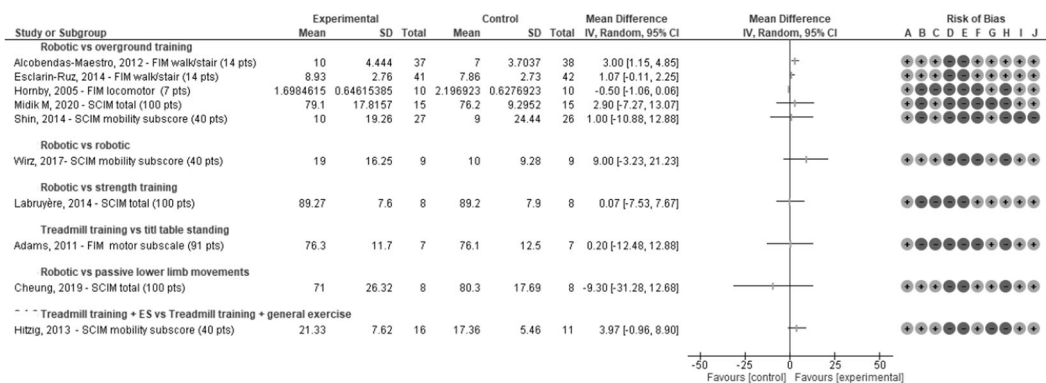 Experimental Control Mean Difference Mean Difference Risk of Bias
Study or Subgroup Mean SD Total Mean SD Total IV, Random, 95% CI IV, Random, 95% CI A B C D E F G H I J
Robotic vs overground training
Alcobendas-Maestro, 2012 - FIM walk/stair (14 pts) 10 4.444 37 7 3.7037 38 3.00 [1.15, 4.85]
Esclarin-Ruz, 2014 - FIM walk/stair (14 pts) 8.93 2.76 41 7.86 2.73 42 1.07 [-0.11, 2.25]
Hornby, 2005 - FIM locomotor (7 pts) 1.6984615 0.64615385 10 2.196923 0.6276923 10 -0.50 [-1.06, 0.06]
Midik M, 2020 - SCIM total (100 pts) 79.1 17.8157 15 76.2 9.2952 15 2.90 [-7.27, 13.07]
Shin, 2014 - SCIM mobility subscore (40 pts) 10 19.26 27 9 24.44 26 1.00 [-10.88, 12.88]
Robotic vs robotic
Wirz, 2017- SCIM mobility subscore (40 pts) 19 16.25 9 10 9.28 9 9.00 [-3.23, 21.23]
Robotic vs strength training
Labruyère, 2014 - SCIM total (100 pts) 89.27 7.6 8 89.2 7.9 8 0.07 [-7.53, 7.67]
Treadmill training vs titl table standing
Adams, 2011 - FIM motor subscale (91 pts) 76.3 11.7 7 76.1 12.5 7 0.20 [-12.48, 12.88]
Robotic vs passive lower limb movements
Cheung, 2019 - SCIM total (100 pts) 71 26.32 8 80.3 17.69 8 -9.30 [-31.28, 12.68]
Treadmill training + ES vs Treadmill training + general exercise
Hitzig, 2013 - SCIM mobility subscore (40 pts) 21.33 7.62 16 17.36 5.46 11 3.97 [-0.96, 8.90]
-50 -25 0 25 50
Favours [control] Favours [experimental]